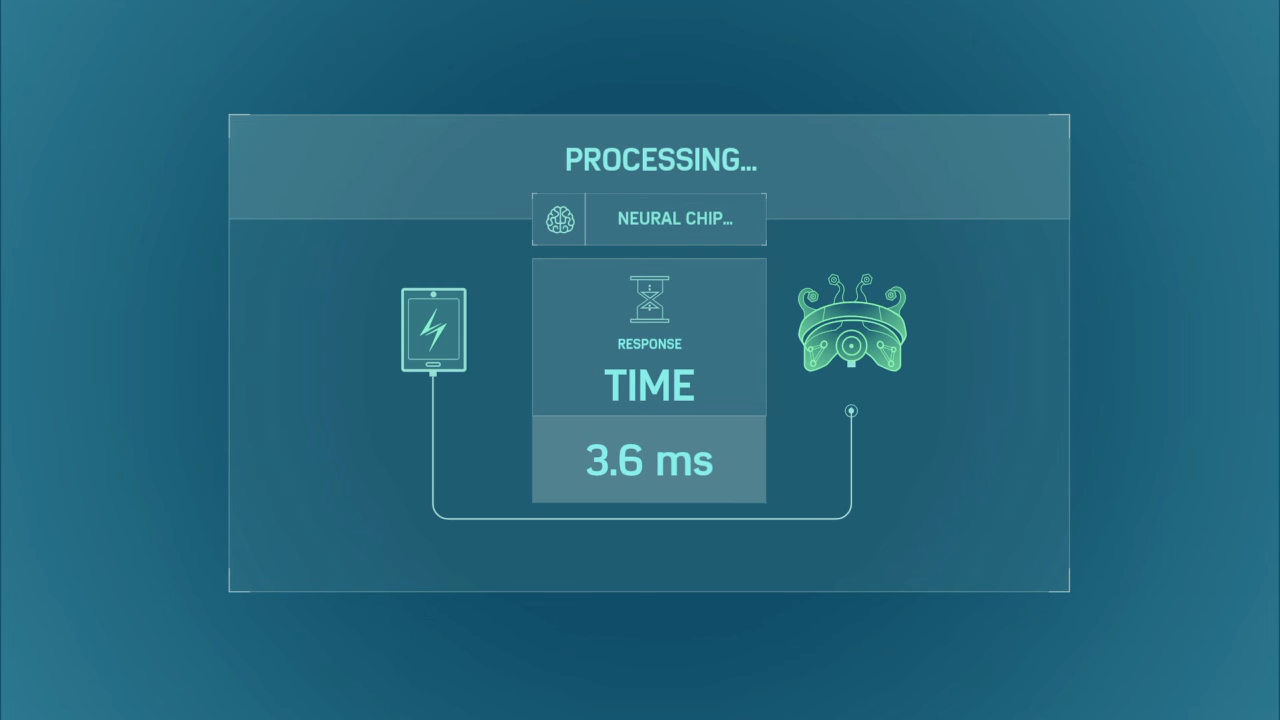 PROCESSING...
NEURAL CHIP...
RESPONSE
TIME
3.6 ms